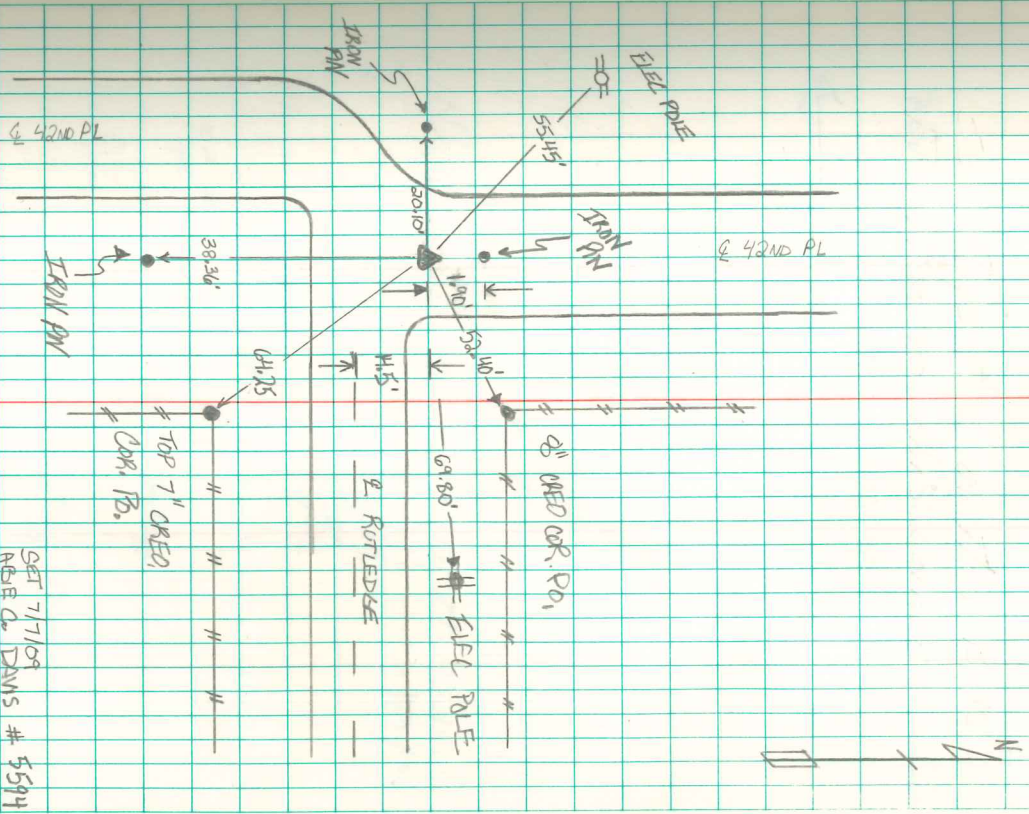 N
ELEC POLE
55.45'
IRON
PIN
20.10'
IRON
PIN
℄ 42ND PL
℄ 42ND PL
1.90'
52.40'
38.36'
IRON PIN
64.25
14.5'
8" CREO COR. PO.
69.80'
ELEC POLE
℄ RUTLEDGE
TOP 7" CREO.
COR. PO.
SET 7/7/09
ABE C. DAVIS # 5594